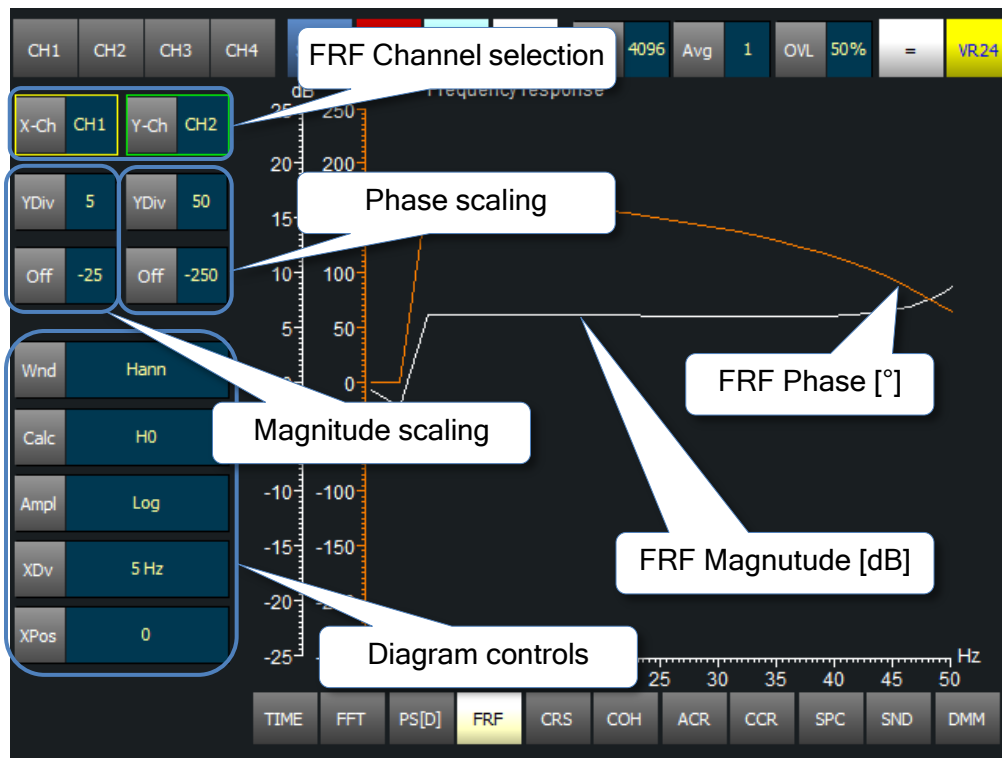 CH1 CH2 CH3 CH4 4096 Avg 1 OVL 50% = VR24
FRF Channel selection
dB Frequency response
X-Ch CH1 Y-Ch CH2
25 250
20 200
YDiv 5 YDiv 50
Phase scaling
15
Off -25 Off -250
10 100
5 50
Wnd Hann
0
FRF Phase [°]
Calc H0
Magnitude scaling
Ampl Log
-10 -100
-15 -150
XDv 5 Hz
FRF Magnutude [dB]
-20
XPos 0
-25
Diagram controls
Hz
25 30 35 40 45 50
TIME FFT PS[D] FRF CRS COH ACR CCR SPC SND DMM